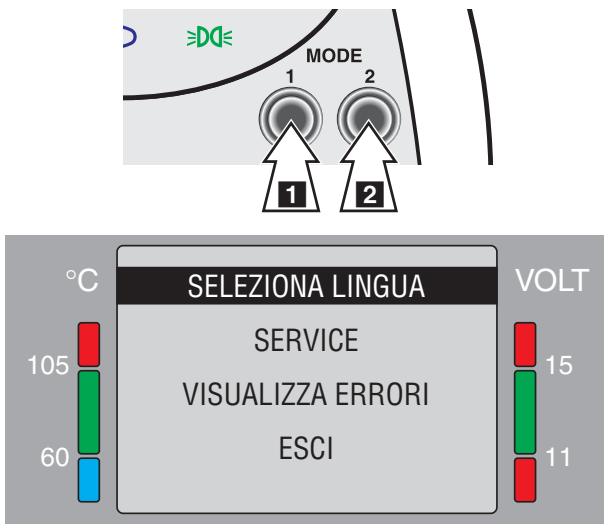 MODE
1 2
1 2
°C VOLT
SELEZIONA LINGUA
SERVICE
105 15
VISUALIZZA ERRORI
ESCI
60 11